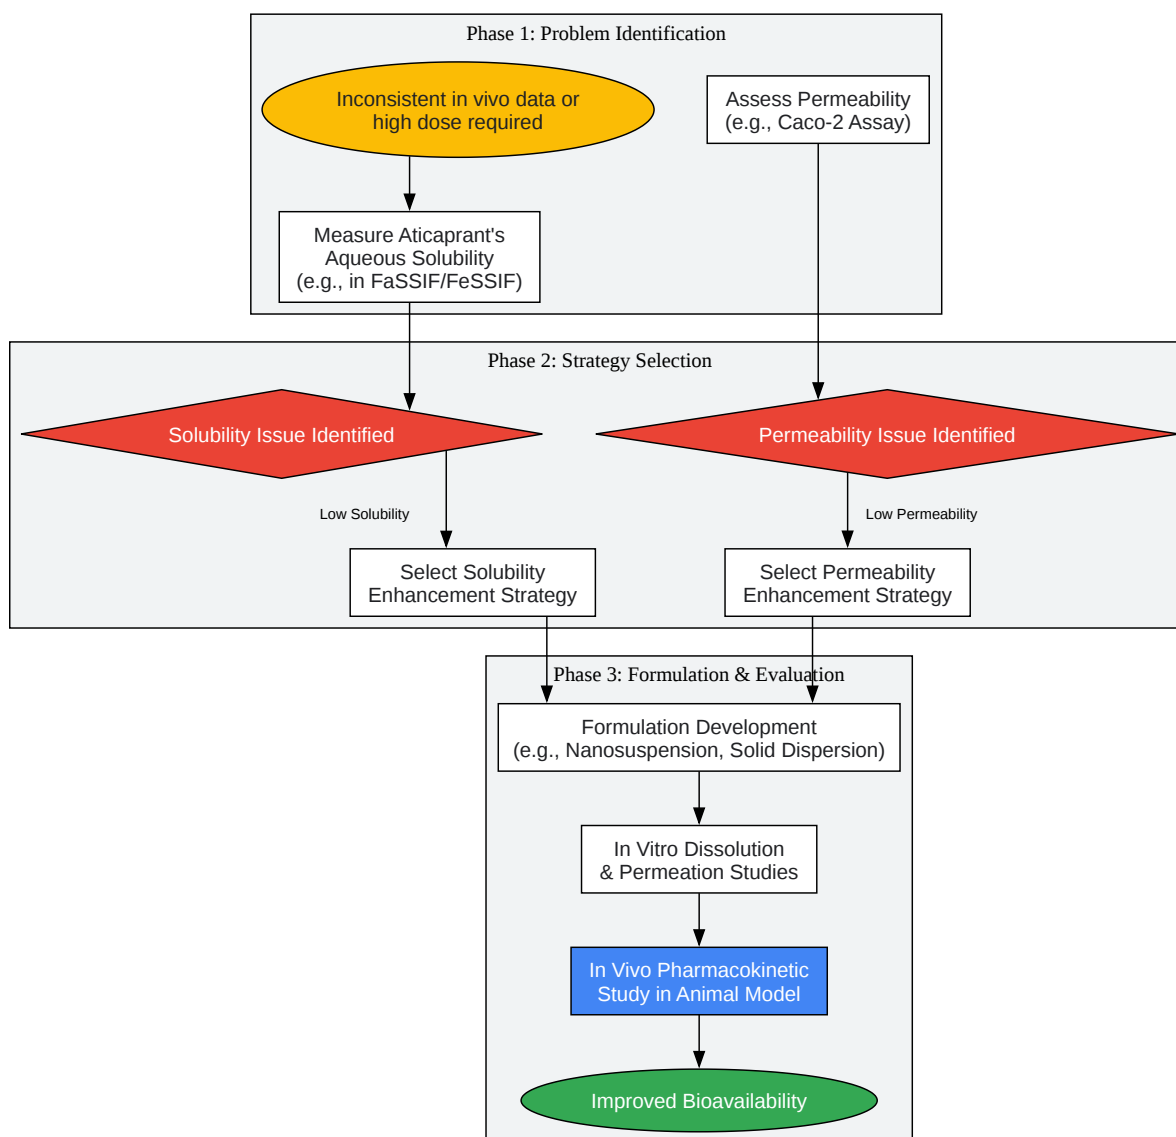 Phase 1: Problem Identification
Inconsistent in vivo data or
high dose required
Assess Permeability
(e.g., Caco-2 Assay)
Measure Aticaprant's
Aqueous Solubility
(e.g., in FaSSIF/FeSSIF)
Phase 2: Strategy Selection
Solubility Issue Identified
Permeability Issue Identified
Low Solubility
Low Permeability
Select Solubility
Enhancement Strategy
Select Permeability
Enhancement Strategy
Phase 3: Formulation & Evaluation
Formulation Development
(e.g., Nanosuspension, Solid Dispersion)
In Vitro Dissolution
& Permeation Studies
In Vivo Pharmacokinetic
Study in Animal Model
Improved Bioavailability